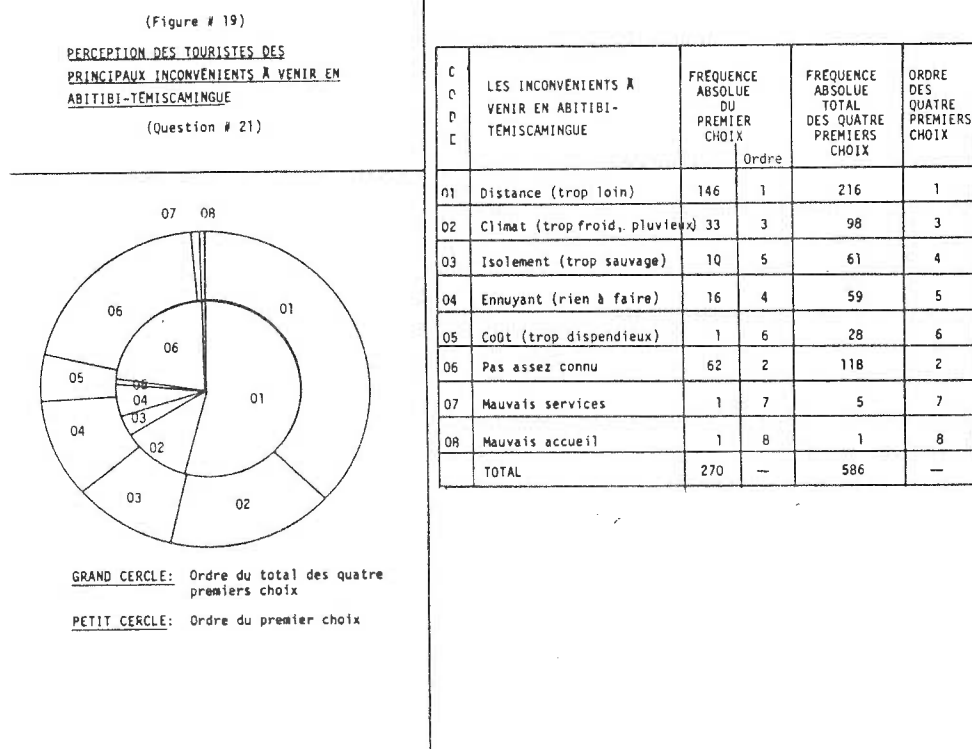 (Figure # 19)
PERCEPTION DES TOURISTES DES
PRINCIPAUX INCONVÉNIENTS À VENIR EN
ABITIBI-TÉMISCAMINGUE
(Question # 21)
07 08
01
06
06
05
05
01
04
04
03
02
03
02
GRAND CERCLE: Ordre du total des quatre
premiers choix
PETIT CERCLE: Ordre du premier choix
CODE LES INCONVÉNIENTS À VENIR EN ABITIBI-TÉMISCAMINGUE FRÉQUENCE ABSOLUE DU PREMIER CHOIX Ordre FRÉQUENCE ABSOLUE TOTAL DES QUATRE PREMIERS CHOIX ORDRE DES QUATRE PREMIERS CHOIX
01 Distance (trop loin) 146 1 216 1
02 Climat (trop froid, pluvieux) 33 3 98 3
03 Isolement (trop sauvage) 10 5 61 4
04 Ennuyant (rien à faire) 16 4 59 5
05 Coût (trop dispendieux) 1 6 28 6
06 Pas assez connu 62 2 118 2
07 Mauvais services 1 7 5 7
08 Mauvais accueil 1 8 1 8
TOTAL 270 — 586 —